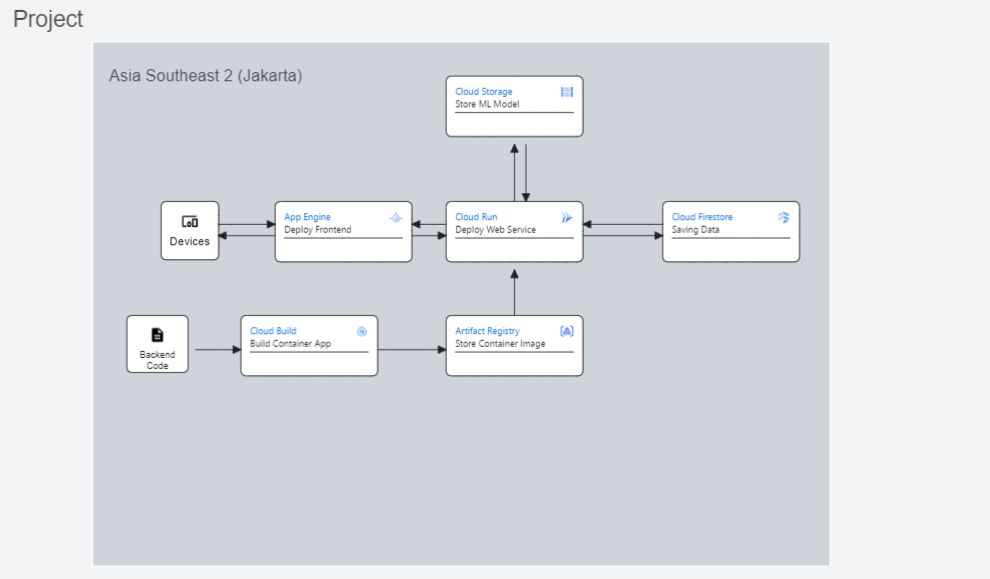 Project
Asia Southeast 2 (Jakarta)
Cloud Storage
Store ML Model
Devices
App Engine
Deploy Frontend
Cloud Run
Deploy Web Service
Cloud Firestore
Saving Data
Backend
Code
Cloud Build
Build Container App
Artifact Registry
Store Container Image